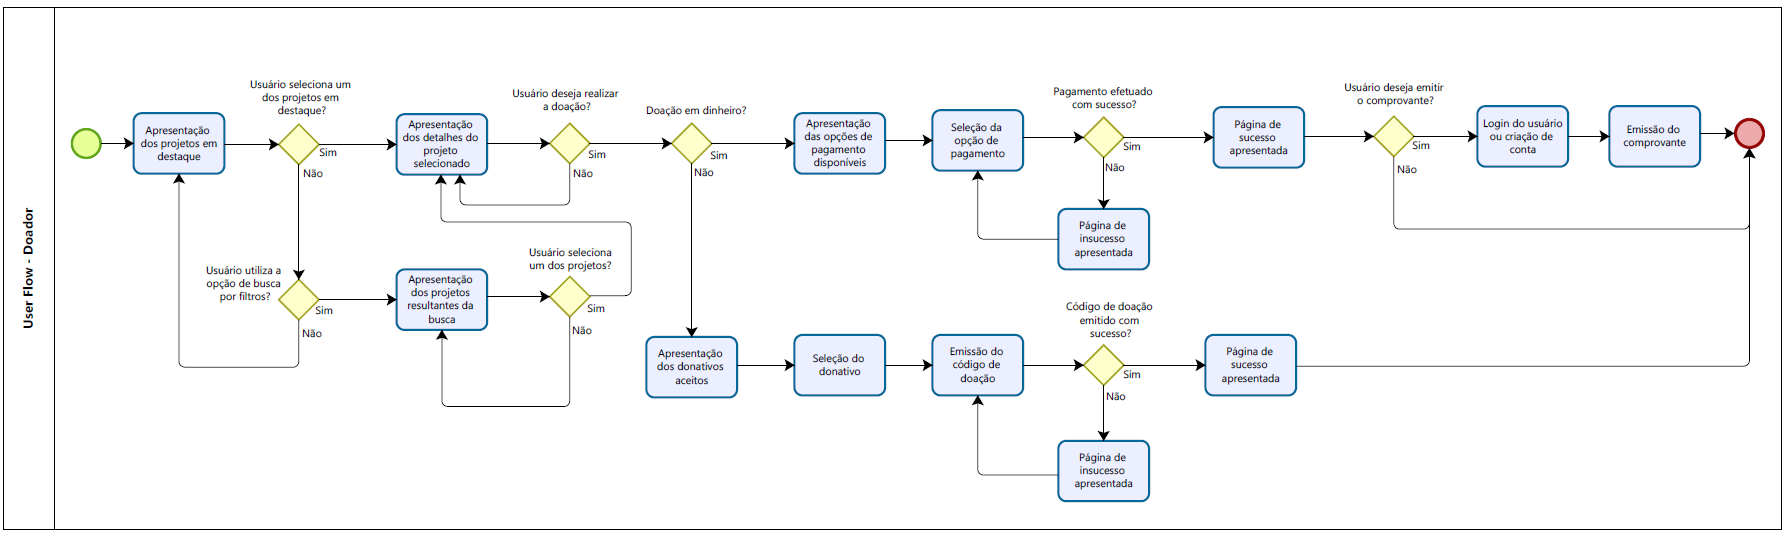 User Flow - Doador
Apresentação
dos projetos em
destaque
Usuário seleciona um
dos projetos em
destaque?
Sim
Não
Usuário utiliza a
opção de busca
por filtros?
Sim
Não
Apresentação
dos detalhes do
projeto
selecionado
Usuário deseja realizar
a doação?
Sim
Não
Apresentação
dos projetos
resultantes da
busca
Usuário seleciona
um dos projetos?
Sim
Não
Doação em dinheiro?
Sim
Não
Apresentação
das opções de
pagamento
disponíveis
Seleção da
opção de
pagamento
Pagamento efetuado
com sucesso?
Sim
Não
Página de
insucesso
apresentada
Página de
sucesso
apresentada
Usuário deseja emitir
o comprovante?
Sim
Não
Login do usuário
ou criação de
conta
Emissão do
comprovante
Apresentação
dos donativos
aceitos
Seleção do
donativo
Emissão do
código de
doação
Código de doação
emitido com
sucesso?
Sim
Não
Página de
insucesso
apresentada
Página de
sucesso
apresentada